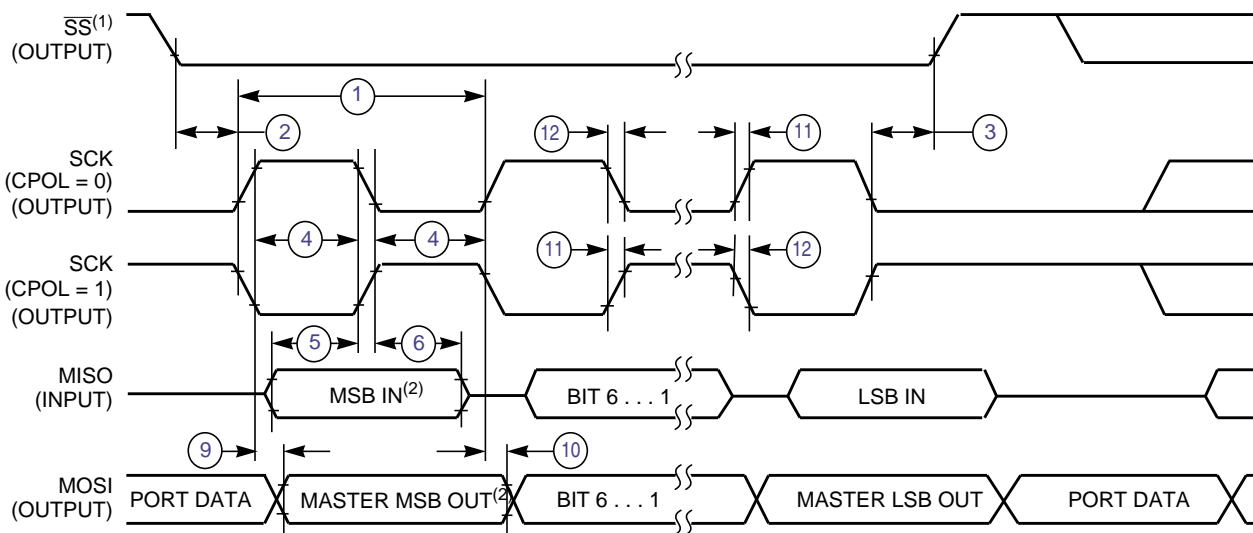 SS(1)
(OUTPUT)
1
2
12
11
3
SCK
(CPOL = 0)
(OUTPUT)
4
4
11
12
SCK
(CPOL = 1)
(OUTPUT)
5
6
MISO
(INPUT)
MSB IN(2)
BIT 6 . . . 1
LSB IN
9
10
MOSI
(OUTPUT)
PORT DATA
MASTER MSB OUT(2
BIT 6 . . . 1
MASTER LSB OUT
PORT DATA